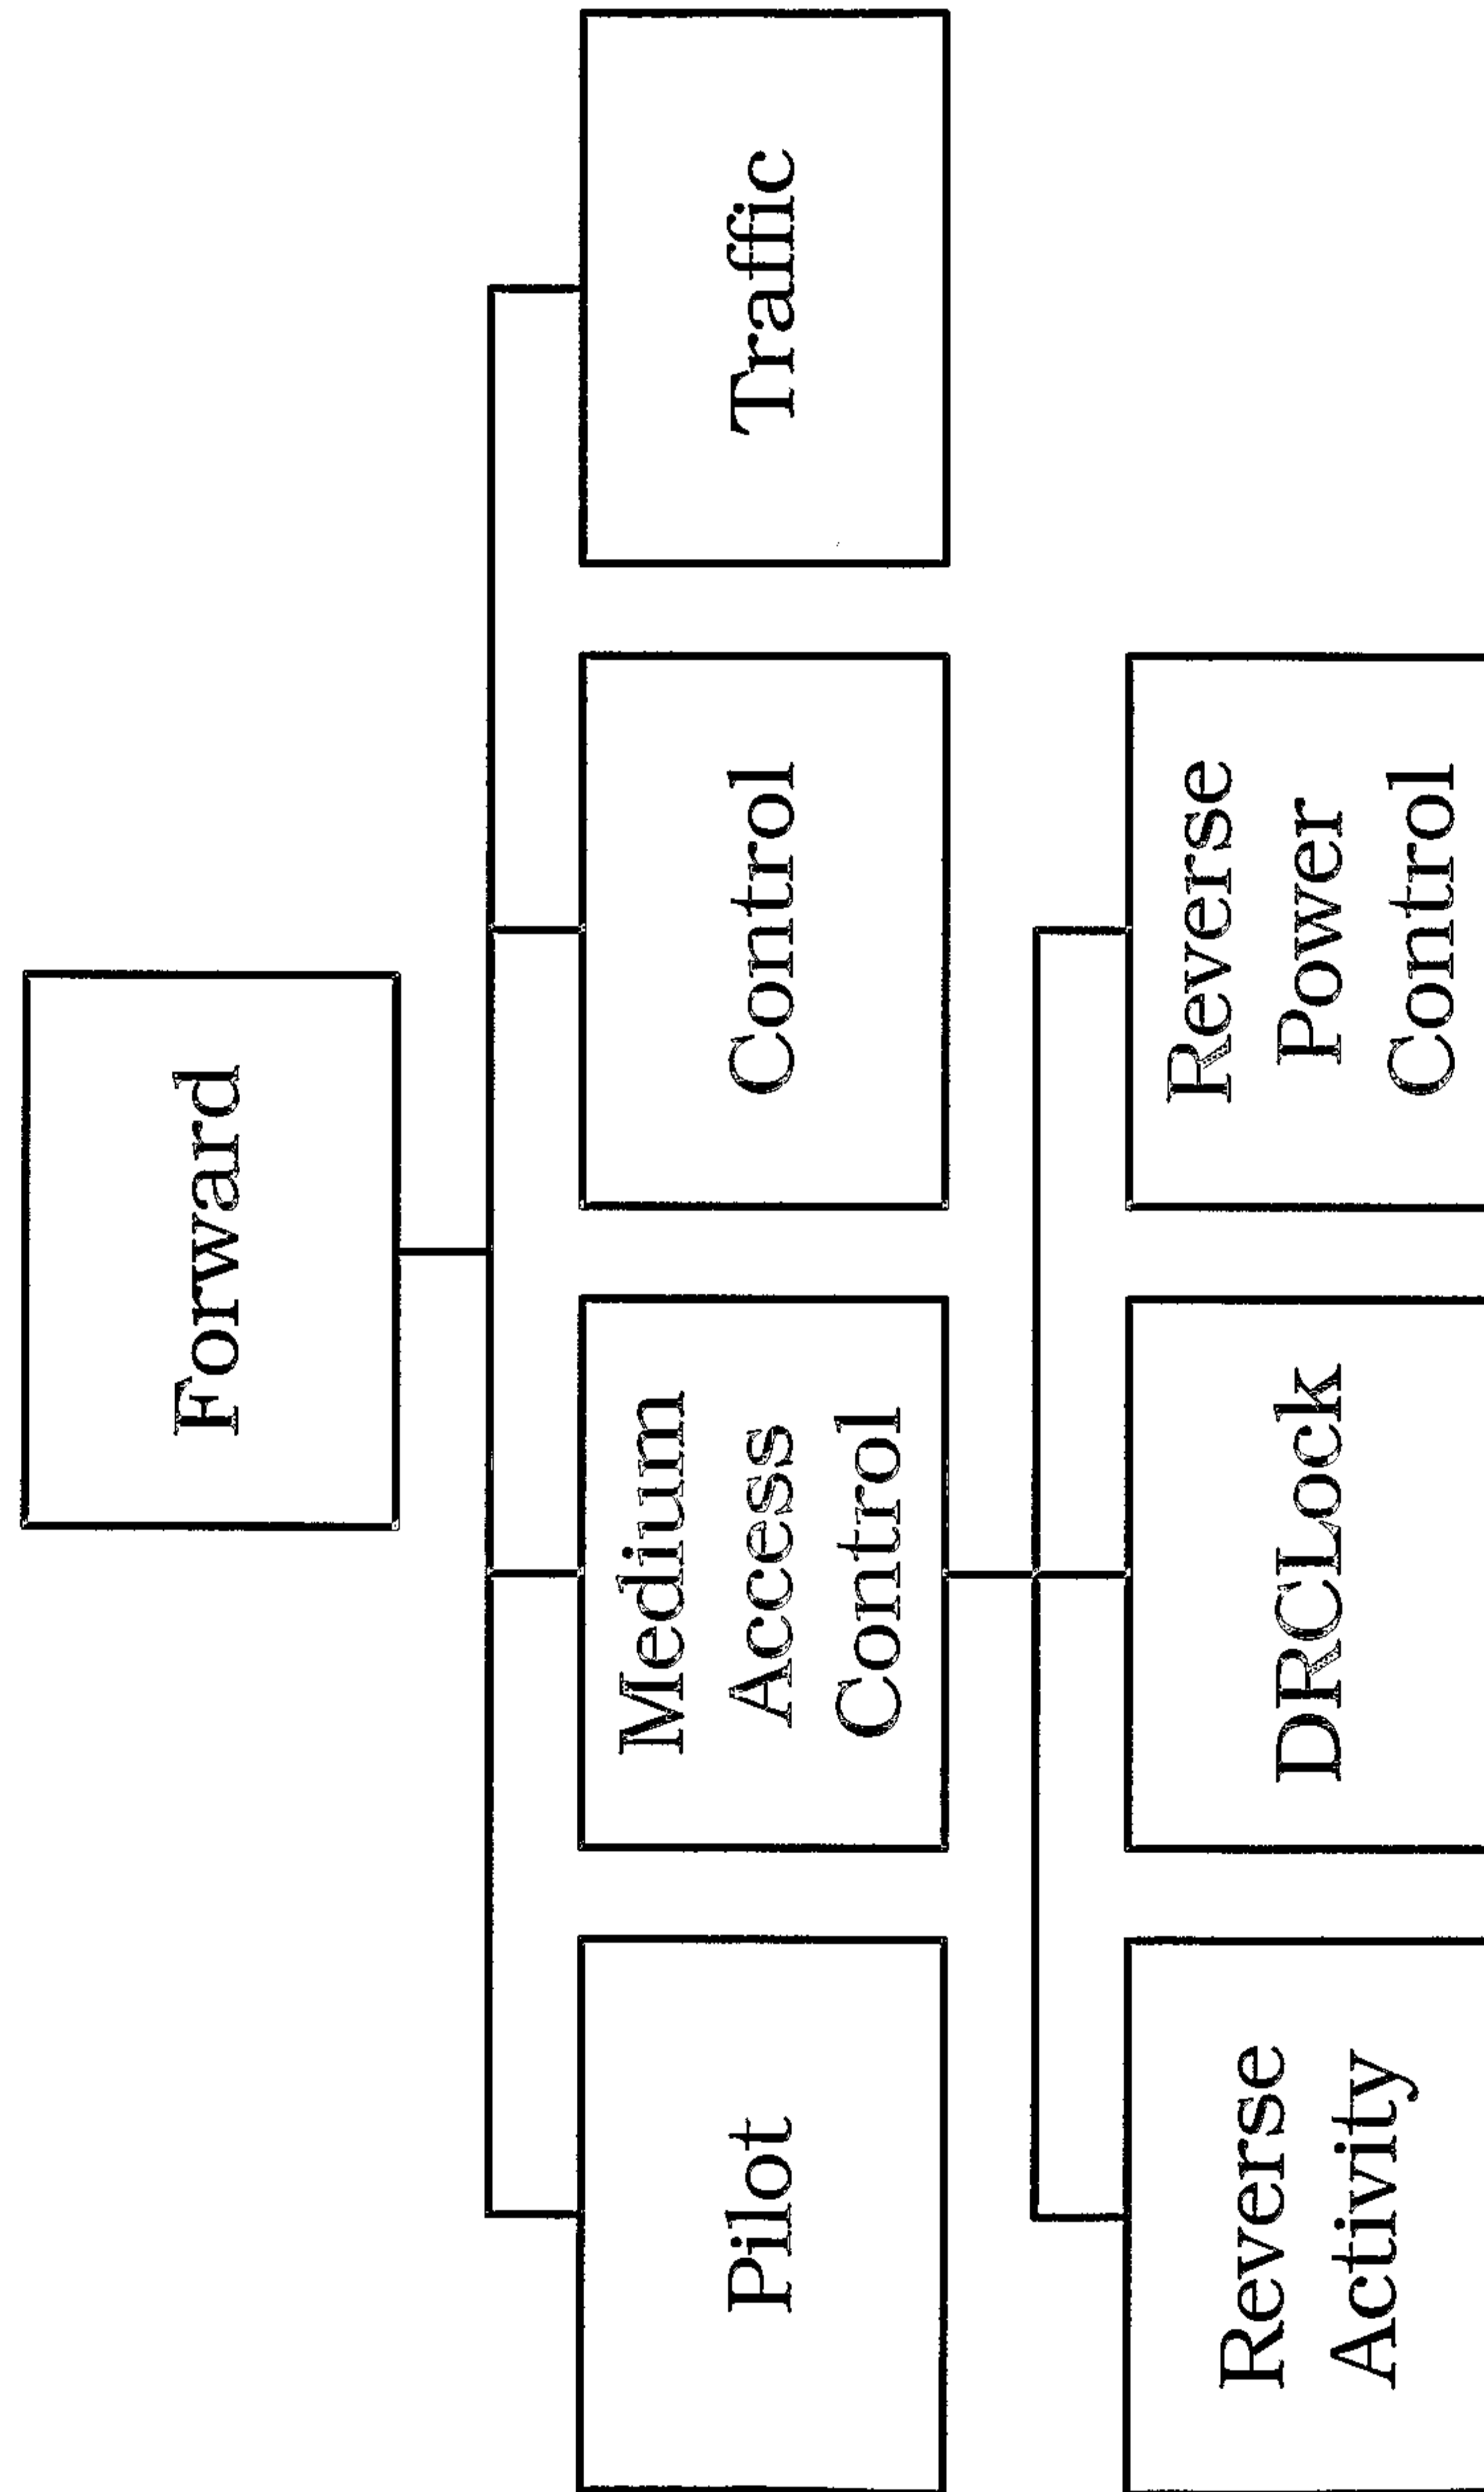 Forward
Pilot
Medium
Access
Control
Control
Traffic
Reverse
Activity
DRCLock
Reverse
Power
Control